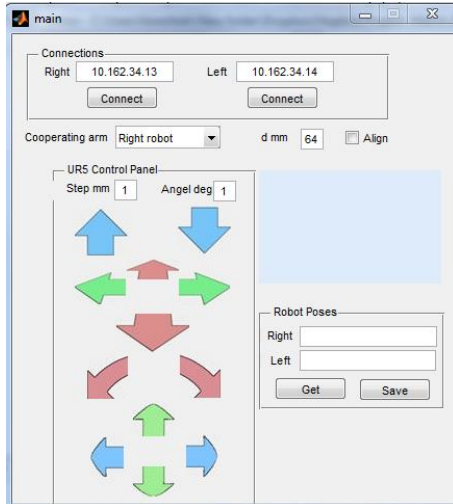 main
Connections
Right 10.162.34.13 Left 10.162.34.14
Connect Connect
Cooperating arm Right robot d mm 64 Align
UR5 Control Panel
Step mm 1 Angel deg 1
Robot Poses
Right
Left
Get Save